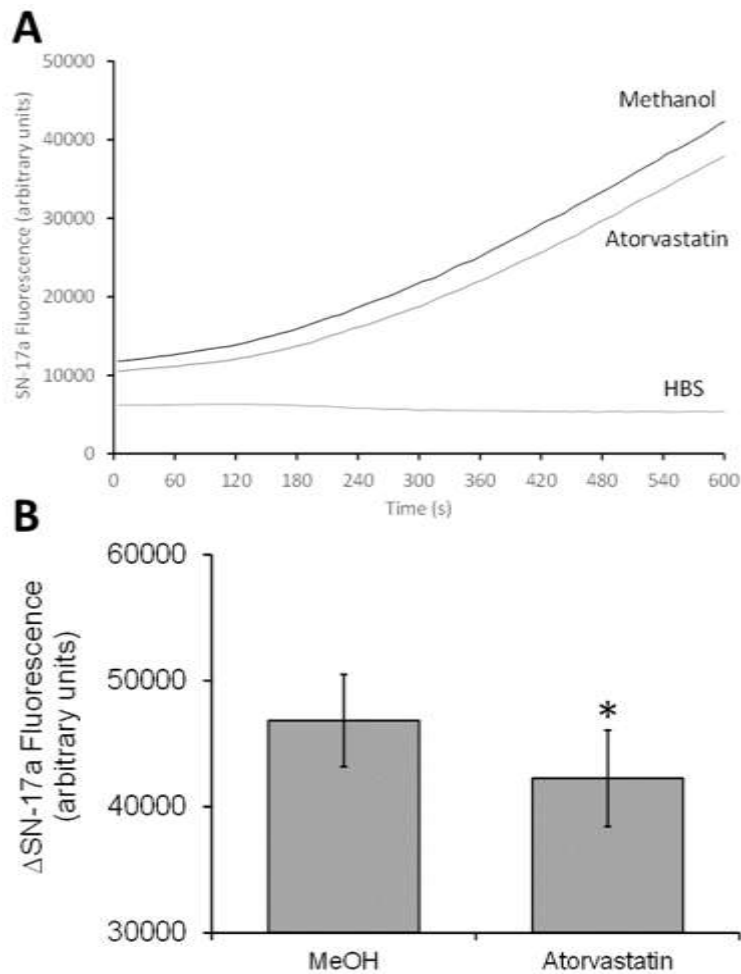 A
50000
40000
30000
20000
10000
0
SN-17a Fluorescence (arbitrary units)
Methanol
Atorvastatin
HBS
0 60 120 180 240 300 360 420 480 540 600
Time (s)
B
60000
50000
40000
30000
ΔSN-17a Fluorescence
(arbitrary units)
*
MeOH Atorvastatin